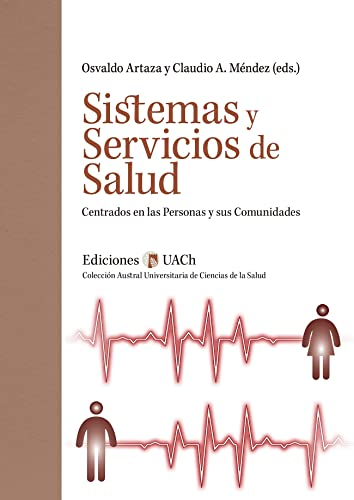 Osvaldo Artaza y Claudio A. Méndez (eds.)
Sistemas y
Servicios de
Salud
Centrados en las Personas y sus Comunidades
Ediciones UACh
Colección Austral Universitaria de Ciencias de la Salud